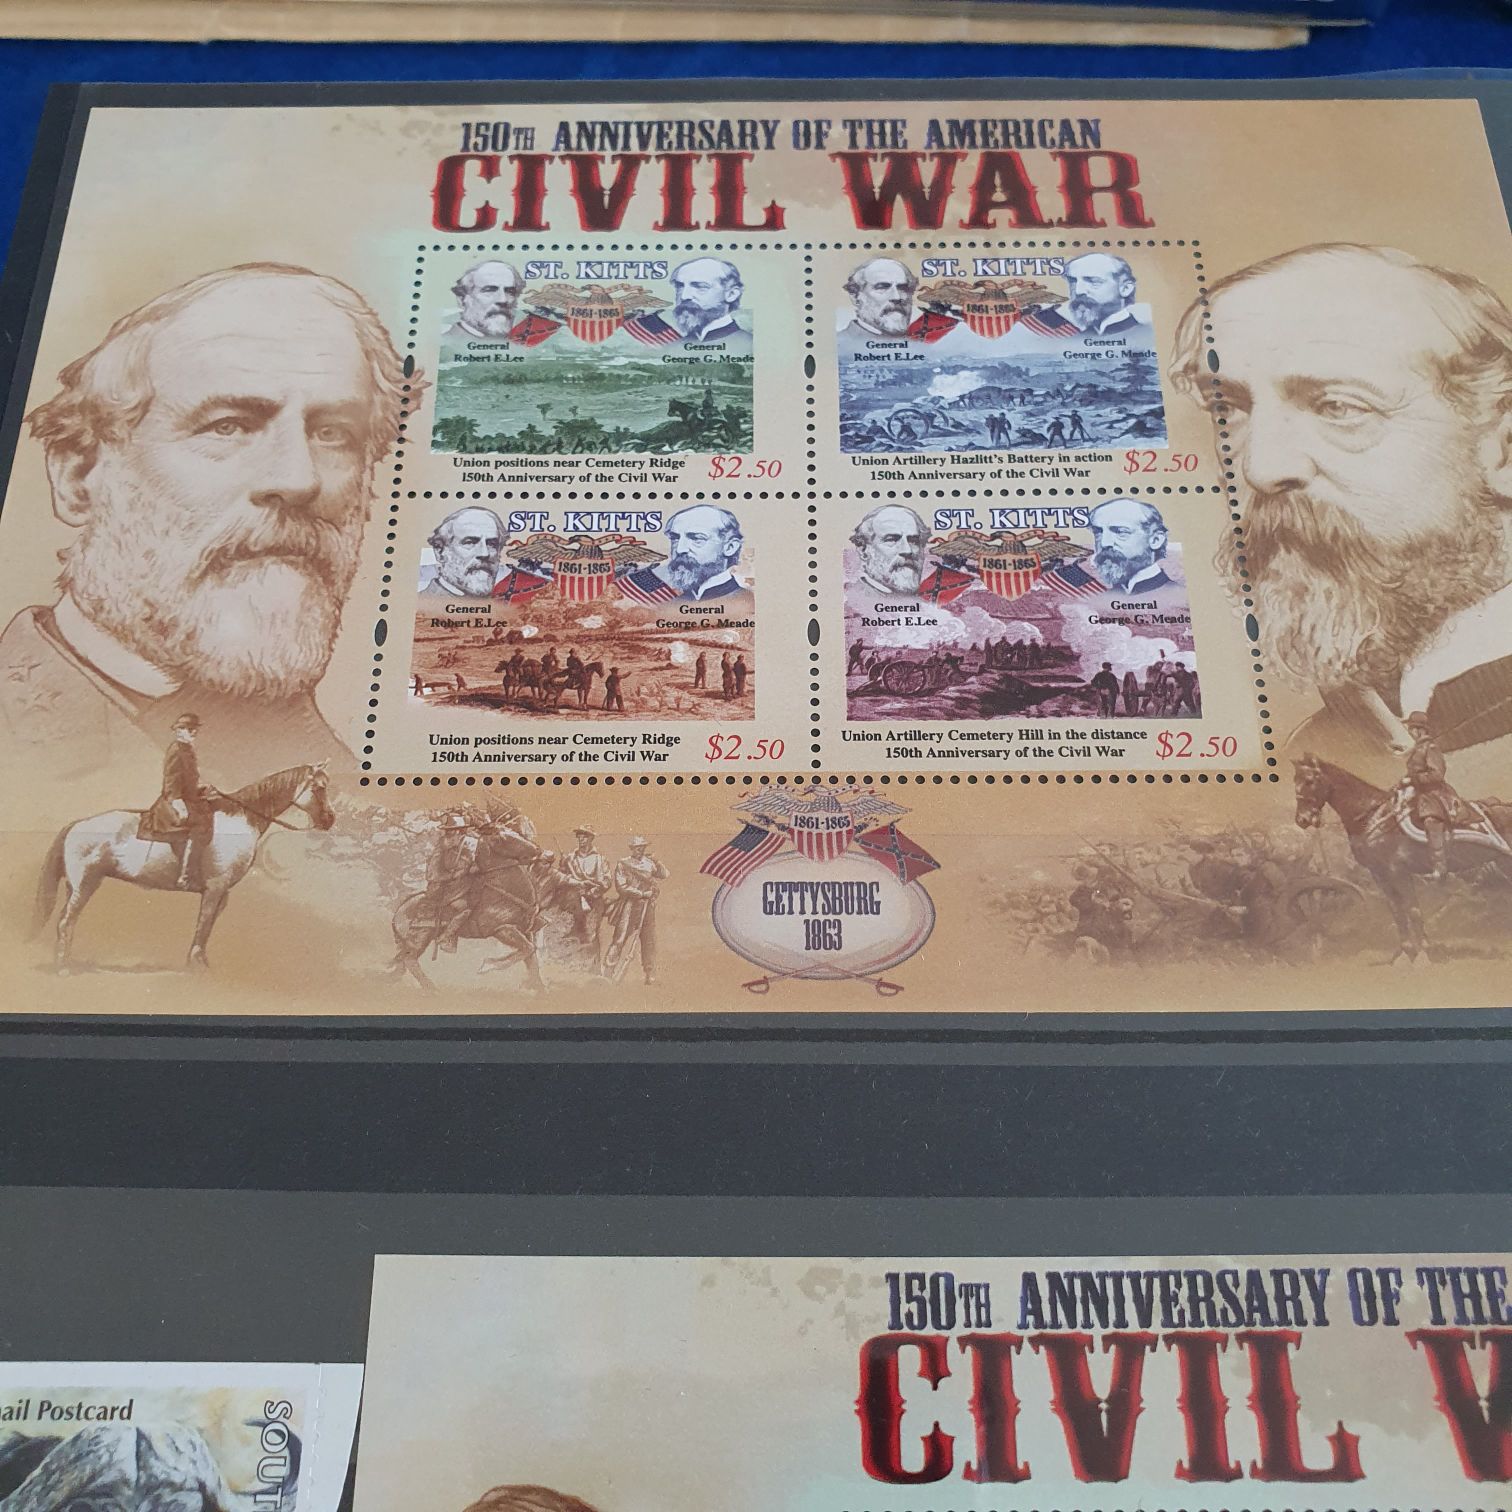 150TH ANNIVERSARY OF THE AMERICAN
CIVIL WAR
ST. KITTS
1861-1865
General
Robert E.Lee
General
George G. Meade
Union positions near Cemetery Ridge
150th Anniversary of the Civil War
$2.50
ST. KITTS
1861-1865
General
Robert E.Lee
General
George G. Meade
Union Artillery Hazlitt's Battery in action
150th Anniversary of the Civil War
$2.50
ST. KITTS
1861-1865
General
Robert E.Lee
General
George G. Meade
Union positions near Cemetery Ridge
150th Anniversary of the Civil War
$2.50
ST. KITTS
1861-1865
General
Robert E.Lee
General
George G. Meade
Union Artillery Cemetery Hill in the distance
150th Anniversary of the Civil War
$2.50
1861-1865
GETTYSBURG
1863
150TH ANNIVERSARY OF THE
CIVIL
Postcard